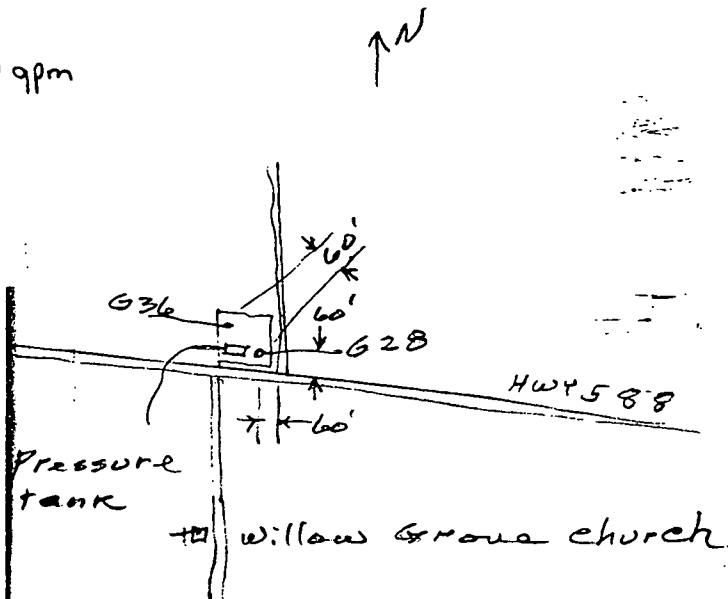 N
gpm
60'
G36
60'
G28
HWY 588
60'
Pressure
tank
Willow Grove church